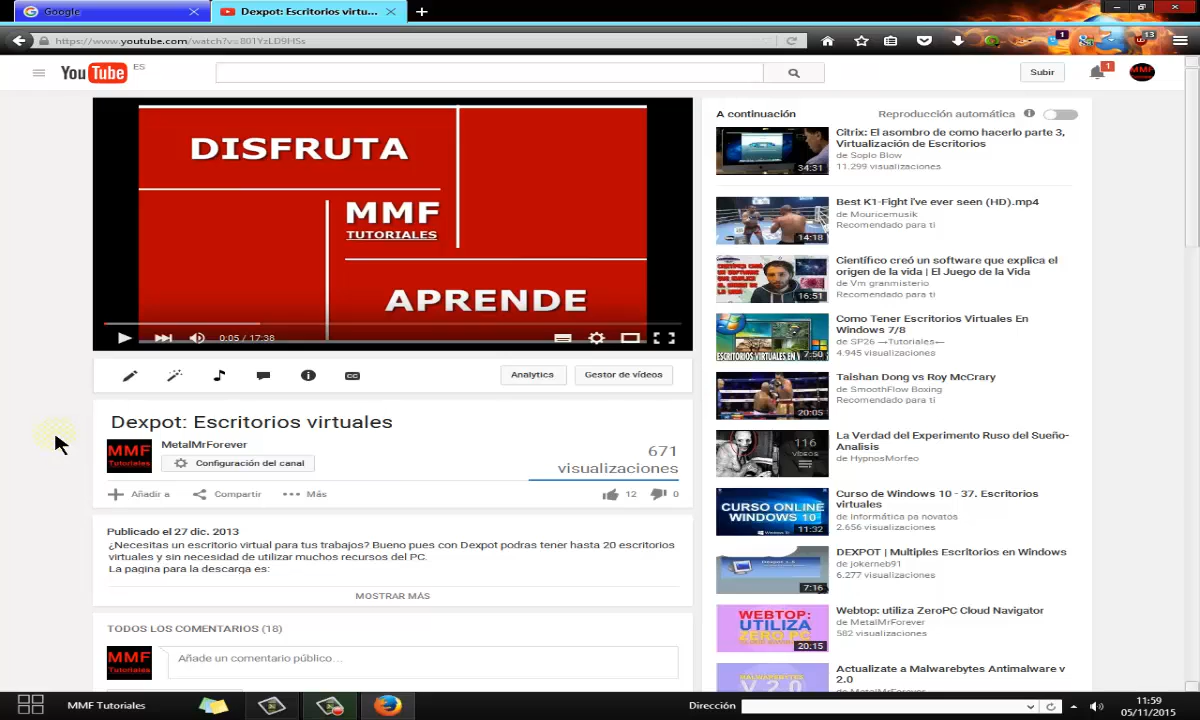 Google
Dexpot: Escritorios virtu...
https://www.youtube.com/watch?v=801YzLD9HSs
1
13
YouTube
ES
Subir
1
MMF
DISFRUTA
MMF
TUTORIALES
APRENDE
0:05 / 17:38
Analytics
Gestor de vídeos
Dexpot: Escritorios virtuales
MMF
Tutoriales
MetalMrForever
Configuración del canal
671
visualizaciones
Añadir a
Compartir
Más
12
0
Publicado el 27 dic. 2013
¿Necesitas un escritorio virtual para tus trabajos? Bueno pues con Dexpot podras tener hasta 20 escritorios
virtuales y sin necesidad de utilizar muchos recursos del PC.
La pagina para la descarga es:
MOSTRAR MÁS
TODOS LOS COMENTARIOS (18)
MMF
Tutoriales
Añade un comentario público...
A continuación
Reproducción automática
34:31
Citrix: El asombro de como hacerlo parte 3,
Virtualización de Escritorios
de Soplo Blow
11.299 visualizaciones
14:18
Best K1-Fight i've ever seen (HD).mp4
de Mouricemusik
Recomendado para ti
16:51
Científico creó un software que explica el
origen de la vida | El Juego de la Vida
de Vm granmisterio
Recomendado para ti
ESCRITORIOS VIRTUALES EN
7:50
Como Tener Escritorios Virtuales En
Windows 7/8
de SP26 →Tutoriales←
4.945 visualizaciones
20:05
Taishan Dong vs Roy McCrary
de SmoothFlow Boxing
Recomendado para ti
116
vídeos
La Verdad del Experimento Ruso del Sueño-
Analisis
de HypnosMorfeo
CURSO ONLINE
WINDOWS 10
11:32
Curso de Windows 10 - 37. Escritorios
virtuales
de Informática pa novatos
2.656 visualizaciones
7:16
DEXPOT | Multiples Escritorios en Windows
de jokerneb91
6.277 visualizaciones
WEBTOP:
UTILIZA
ZERO PC
20:15
Webtop: utiliza ZeroPC Cloud Navigator
de MetalMrForever
582 visualizaciones
MALWAREBYTES
V 2.0
Actualizate a Malwarebytes Antimalware v
2.0
de MetalMrForever
MMF Tutoriales
Dirección
11:59
05/11/2015